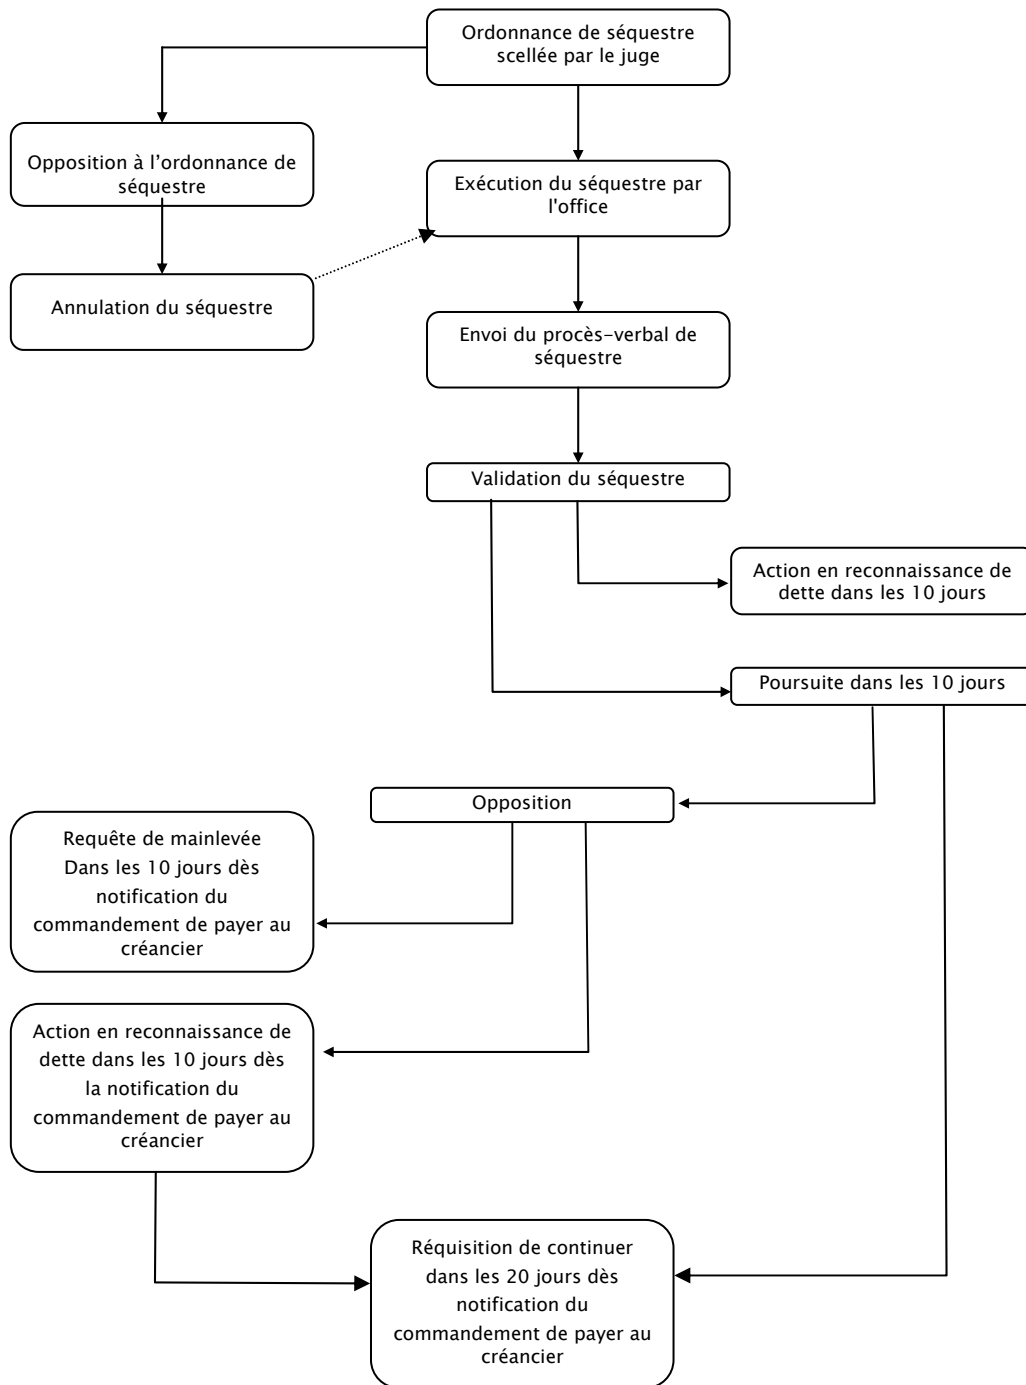 Ordonnance de séquestre
scellée par le juge
Opposition à l’ordonnance de
séquestre
Exécution du séquestre par
l'office
Annulation du séquestre
Envoi du procès-verbal de
séquestre
Validation du séquestre
Action en reconnaissance de
dette dans les 10 jours
Poursuite dans les 10 jours
Opposition
Requête de mainlevée
Dans les 10 jours dès
notification du
commandement de payer au
créancier
Action en reconnaissance de
dette dans les 10 jours dès
la notification du
commandement de payer au
créancier
Réquisition de continuer
dans les 20 jours dès
notification du
commandement de payer au
créancier